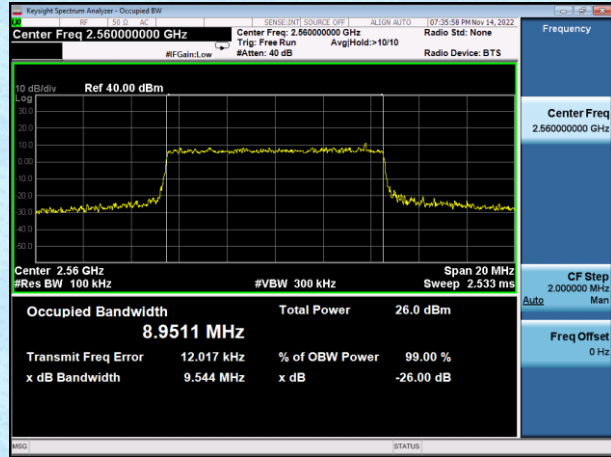 Keysight Spectrum Analyzer - Occupied BW
RF 50 Ω AC SENSE:INT SOURCE OFF ALIGN AUTO 07:35:58 PM Nov 14, 2022
Center Freq 2.560000000 GHz Center Freq: 2.560000000 GHz Radio Std: None
Trig: Free Run Avg|Hold:>10/10
#IFGain:Low #Atten: 40 dB Radio Device: BTS
Frequency
10 dB/div Ref 40.00 dBm
Log
30.0
20.0
10.0
0.00
-10.0
-20.0
-30.0
-40.0
-50.0
Center 2.56 GHz Span 20 MHz
#Res BW 100 kHz #VBW 300 kHz Sweep 2.533 ms
Occupied Bandwidth Total Power 26.0 dBm
8.9511 MHz
Transmit Freq Error 12.017 kHz % of OBW Power 99.00 %
x dB Bandwidth 9.544 MHz x dB -26.00 dB
Center Freq
2.560000000 GHz
CF Step
2.000000 MHz
Auto Man
Freq Offset
0 Hz
MSG STATUS